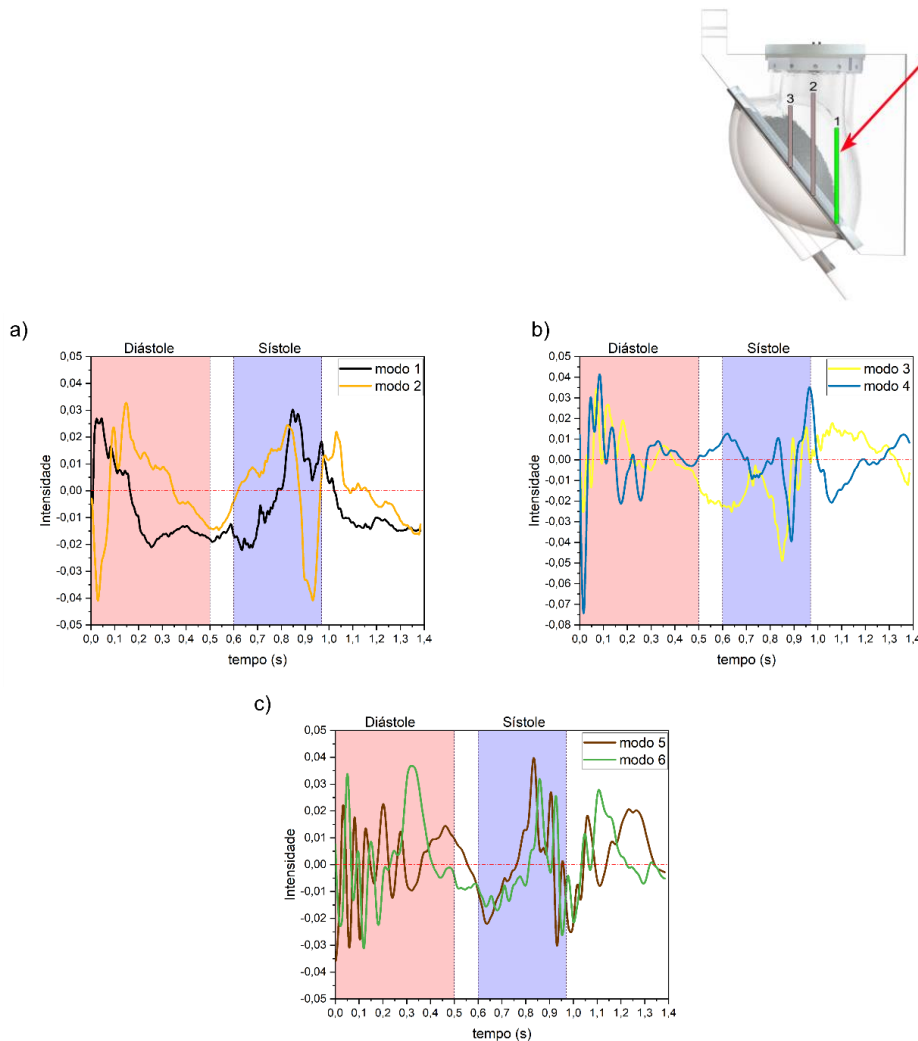 2
3
1
a)
Diástole
Sístole
modo 1
modo 2
0,05
0,04
0,03
0,02
0,01
0,00
-0,01
-0,02
-0,03
-0,04
-0,05
Intensidade
0,0 0,1 0,2 0,3 0,4 0,5 0,6 0,7 0,8 0,9 1,0 1,1 1,2 1,3 1,4
tempo (s)
b)
Diástole
Sístole
modo 3
modo 4
0,05
0,04
0,03
0,02
0,01
0,00
-0,01
-0,02
-0,03
-0,04
-0,05
-0,06
-0,07
-0,08
Intensidade
0,0 0,1 0,2 0,3 0,4 0,5 0,6 0,7 0,8 0,9 1,0 1,1 1,2 1,3 1,4
tempo (s)
c)
Diástole
Sístole
modo 5
modo 6
0,05
0,04
0,03
0,02
0,01
0,00
-0,01
-0,02
-0,03
-0,04
-0,05
Intensidade
0,0 0,1 0,2 0,3 0,4 0,5 0,6 0,7 0,8 0,9 1,0 1,1 1,2 1,3 1,4
tempo (s)